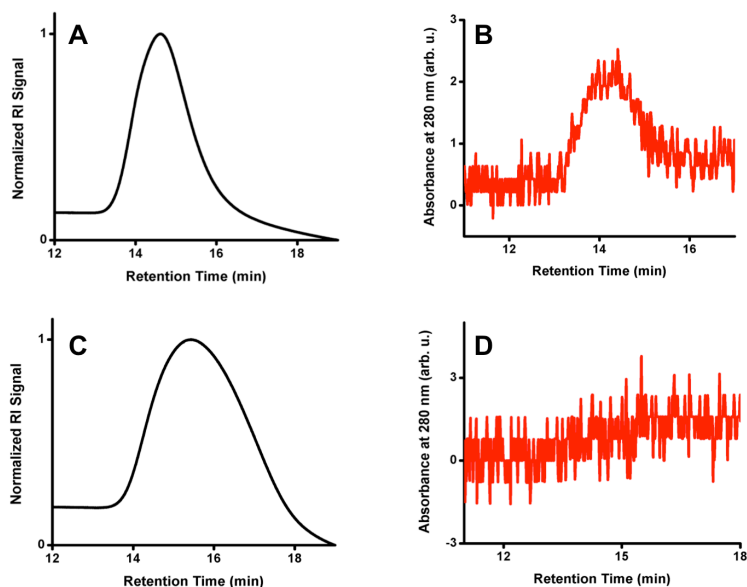 A
1
Normalized RI Signal
0
12 14 16 18
Retention Time (min)
B
3
2
1
0
Absorbance at 280 nm (arb. u.)
12 14 16
Retention Time (min)
C
1
Normalized RI Signal
0
12 14 16 18
Retention Time (min)
D
3
0
-3
Absorbance at 280 nm (arb. u.)
12 15 18
Retention Time (min)